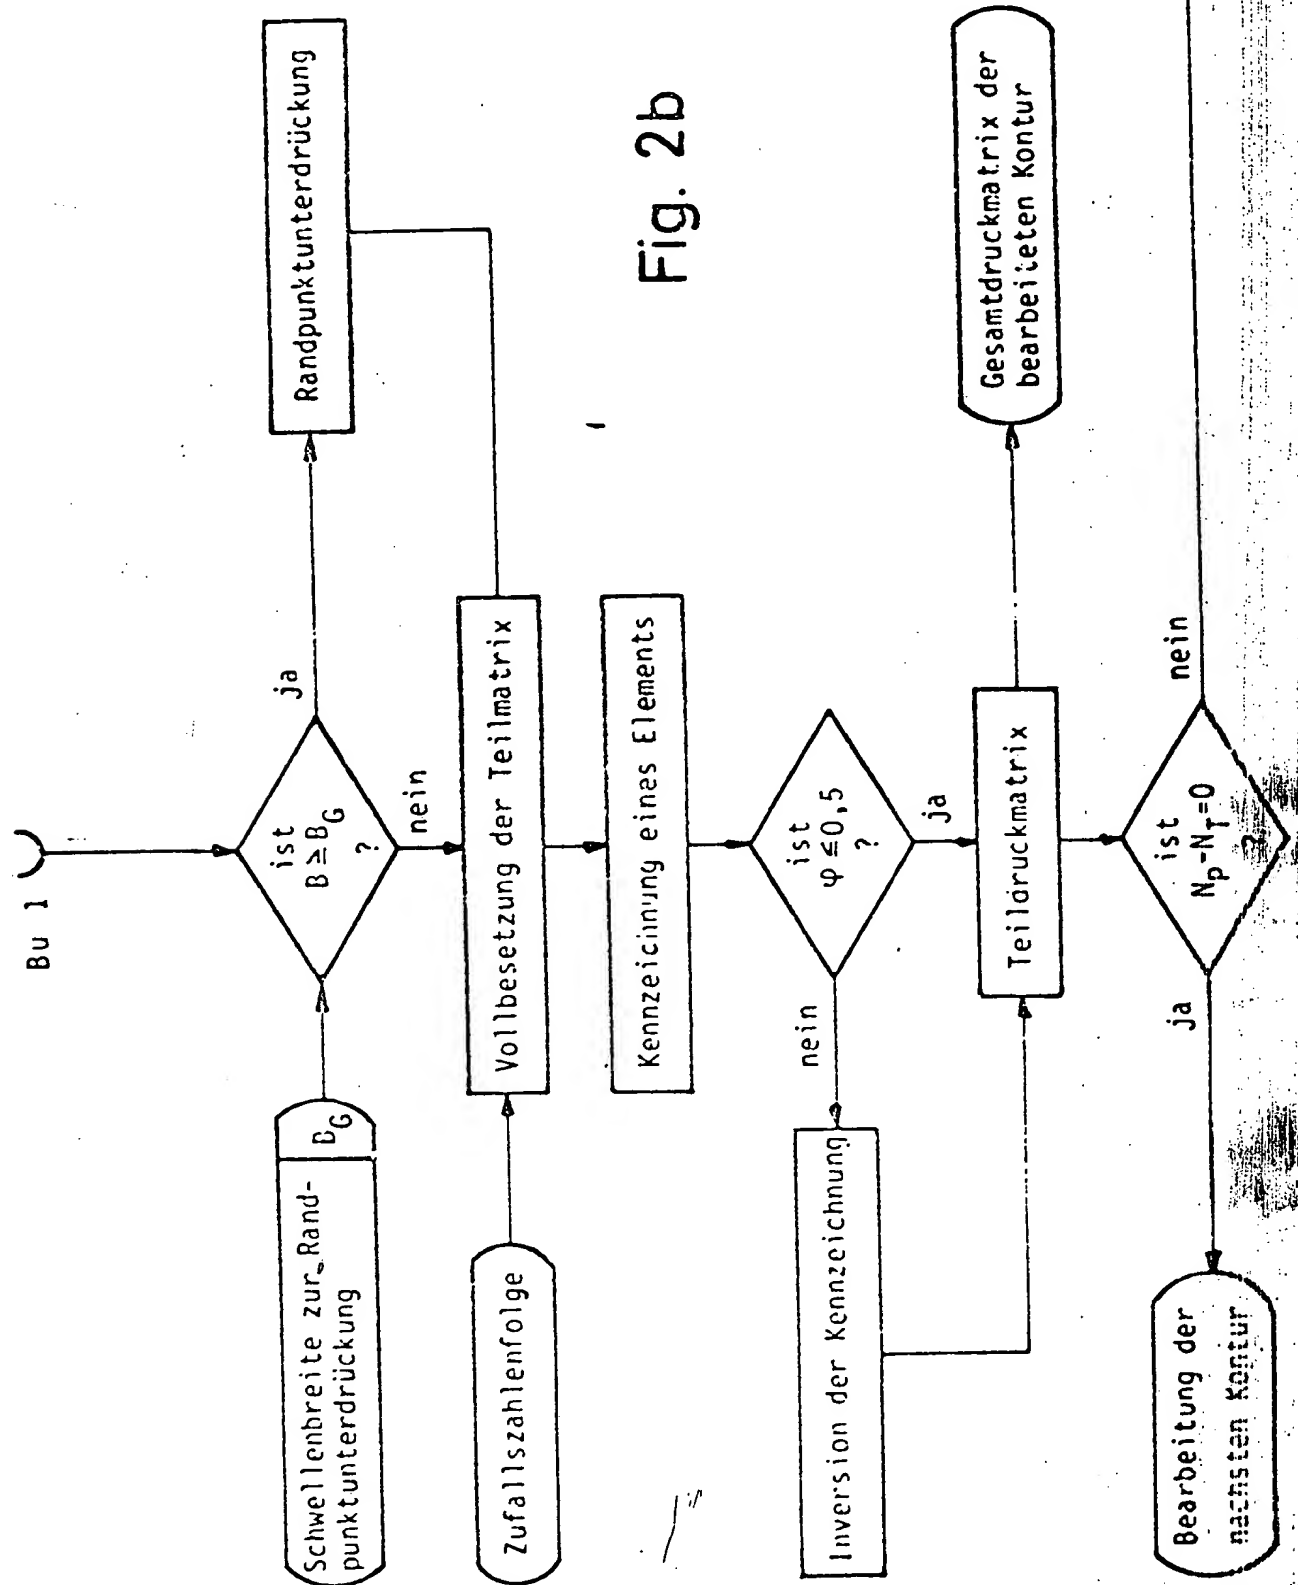 Bu 1
Schwellenbreite zur Rand-
punktunterdrückung
B_G
ist
B ≥ B_G
?
ja
nein
Randpunktunterdrückung
Zufallszahlenfolge
Vollbesetzung der Teilmatrix
Kennzeichnung eines Elements
Fig. 2b
ist
φ ≤ 0,5
?
nein
ja
Inversion der Kennzeichnung
Teildruckmatrix
Gesamtdruckmatrix der
bearbeiteten Kontur
ist
N_p-N_T=0
?
ja
nein
Bearbeitung der
nächsten Kontur